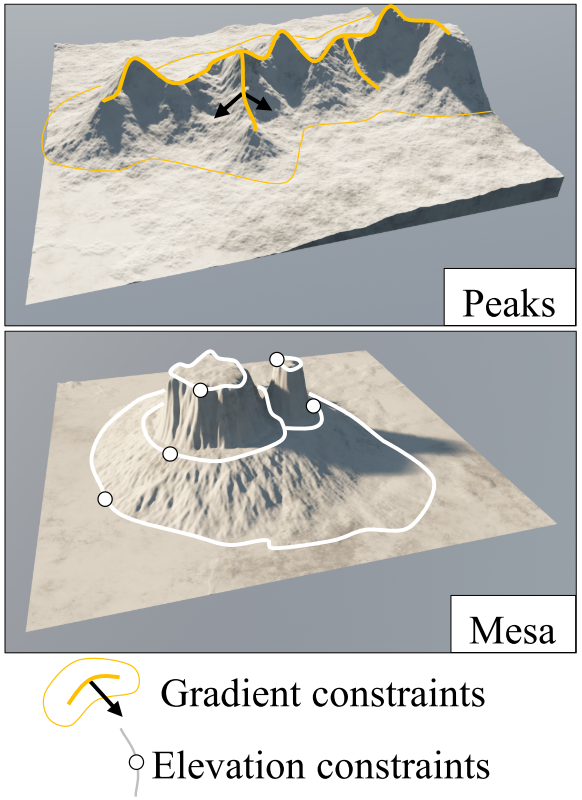 Peaks
Mesa
Gradient constraints
Elevation constraints